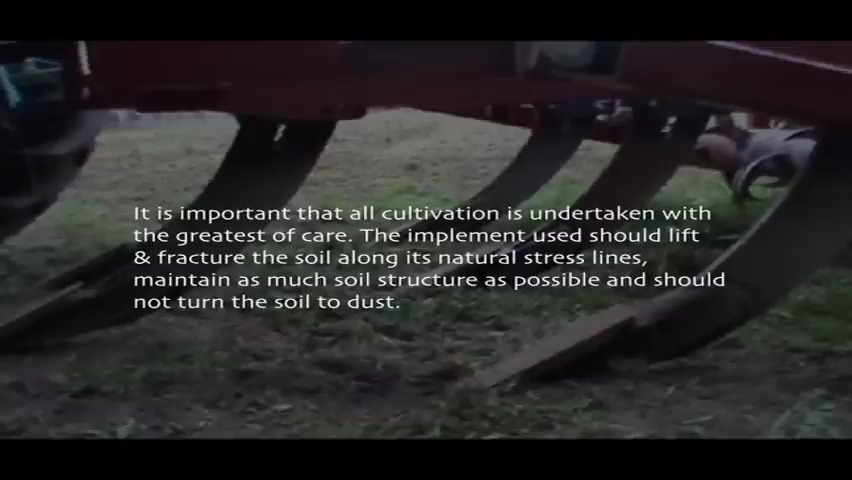 It is important that all cultivation is undertaken with
the greatest of care. The implement used should lift
& fracture the soil along its natural stress lines,
maintain as much soil structure as possible and should
not turn the soil to dust.